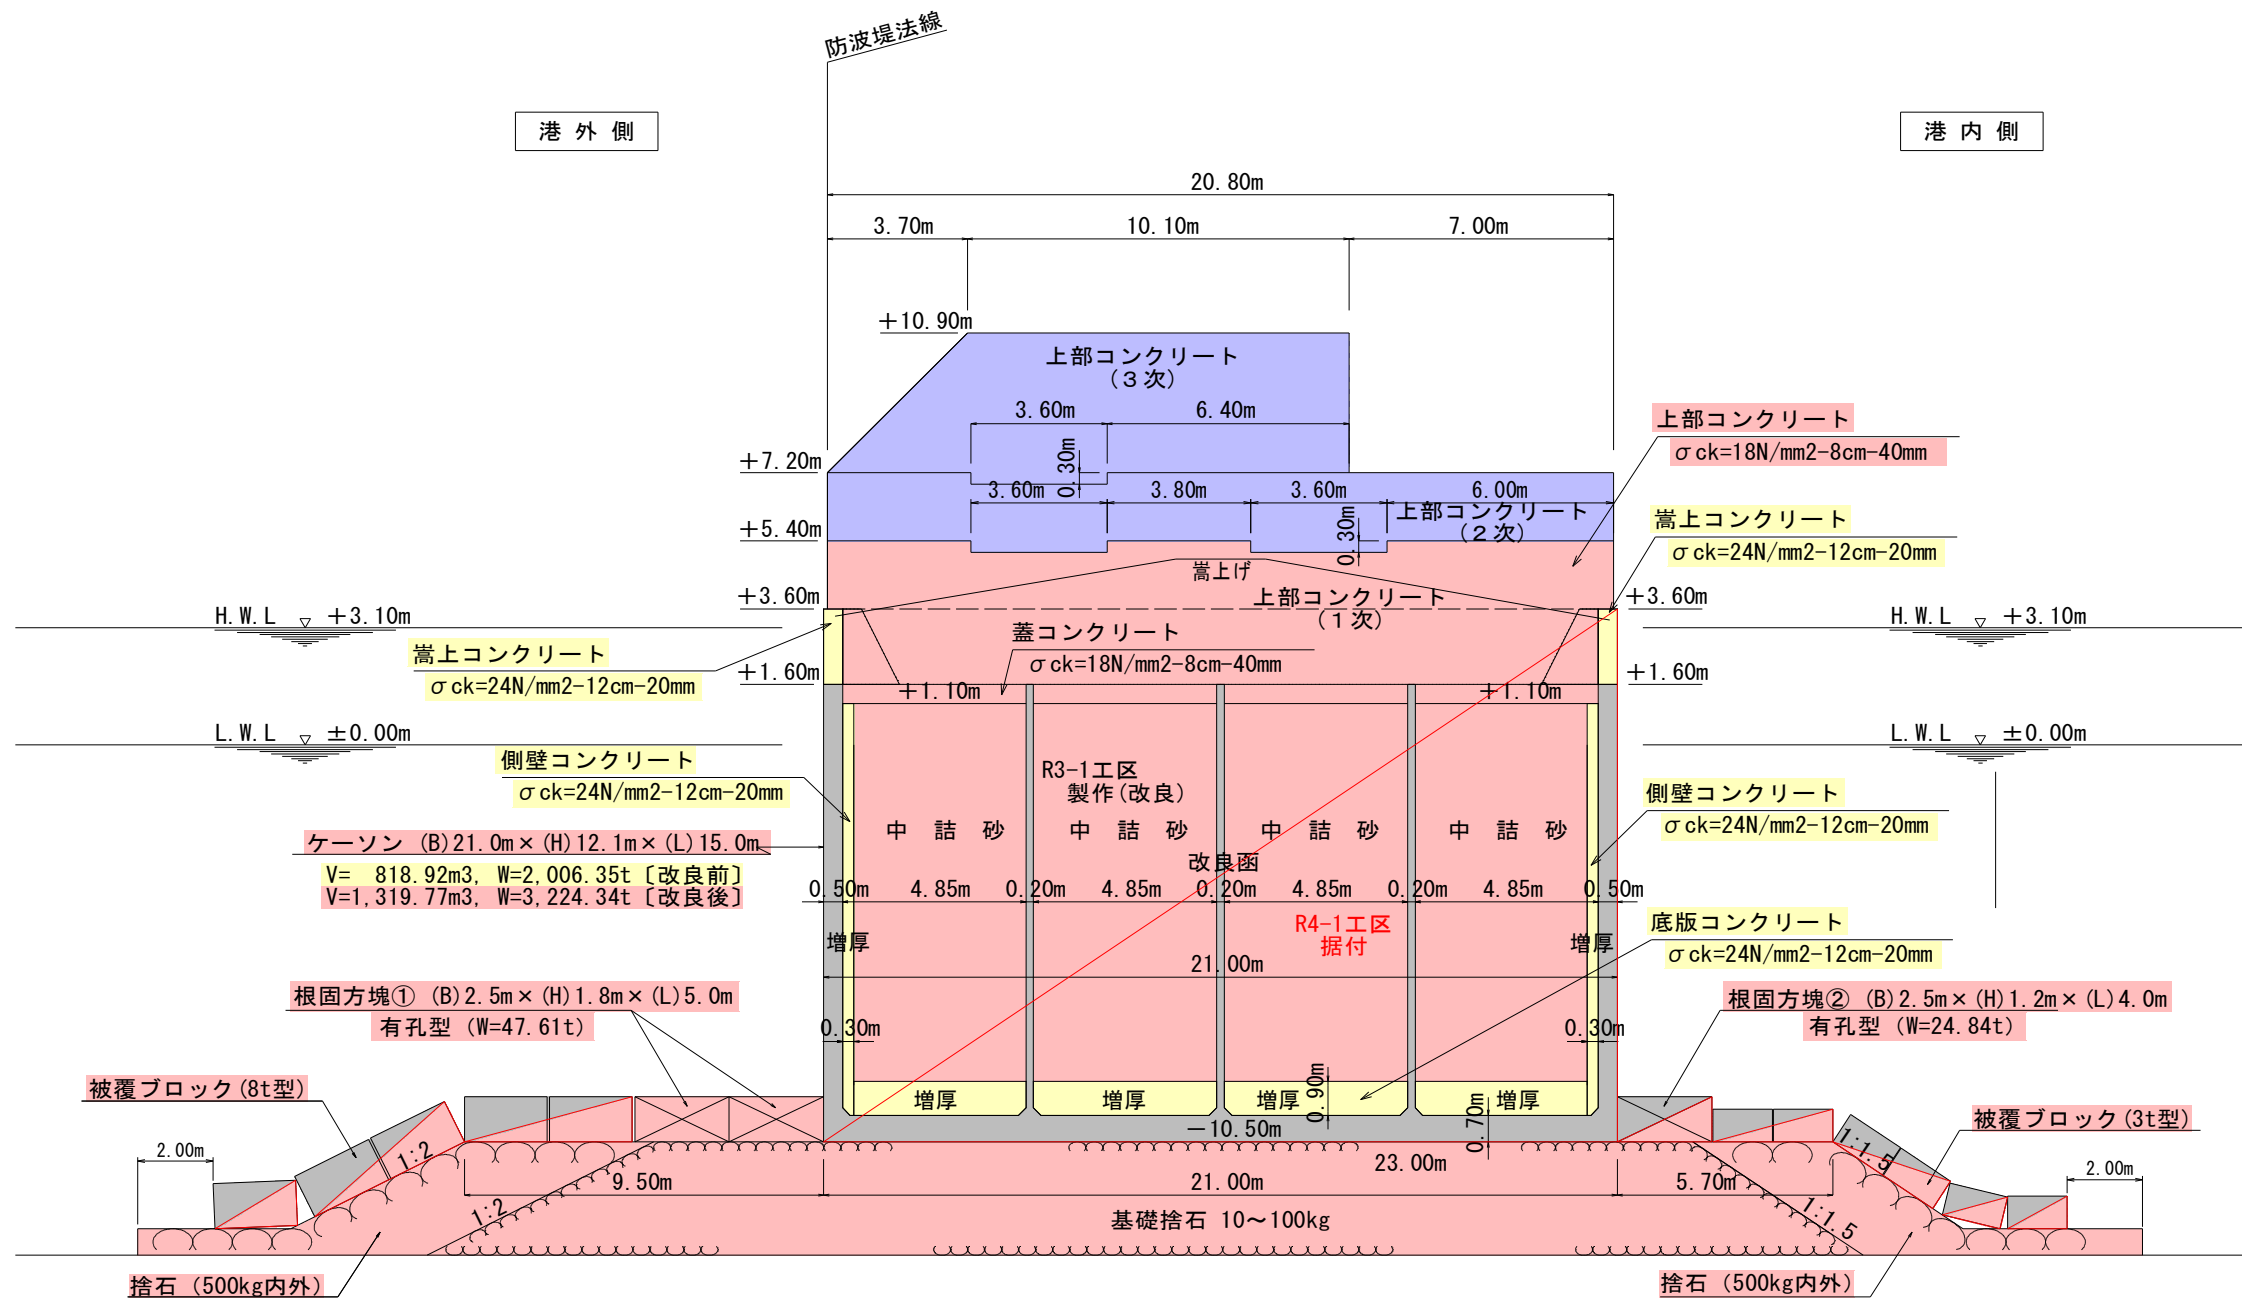 防波堤法線
港外側
港内側
20.80m
3.70m
10.10m
7.00m
+10.90m
上部コンクリート
(3次)
3.60m
6.40m
0.30m
+7.20m
3.60m
3.80m
3.60m
6.00m
上部コンクリート
(2次)
0.30m
+5.40m
上部コンクリート
σck=18N/mm2-8cm-40mm
嵩上コンクリート
σck=24N/mm2-12cm-20mm
嵩上げ
+3.60m
上部コンクリート
(1次)
+3.60m
H.W.L ▽ +3.10m
H.W.L ▽ +3.10m
蓋コンクリート
σck=18N/mm2-8cm-40mm
嵩上コンクリート
σck=24N/mm2-12cm-20mm
+1.60m
+1.60m
+1.10m
+1.10m
L.W.L ▽ ±0.00m
L.W.L ▽ ±0.00m
側壁コンクリート
σck=24N/mm2-12cm-20mm
R3-1工区
製作(改良)
側壁コンクリート
σck=24N/mm2-12cm-20mm
中詰砂
中詰砂
中詰砂
中詰砂
ケーソン (B)21.0m×(H)12.1m×(L)15.0m
V= 818.92m3, W=2,006.35t〔改良前〕
V=1,319.77m3, W=3,224.34t〔改良後〕
改良函
0.50m
4.85m
0.20m
4.85m
0.20m
4.85m
0.20m
4.85m
0.50m
R4-1工区
据付
底版コンクリート
σck=24N/mm2-12cm-20mm
増厚
増厚
21.00m
根固方塊① (B)2.5m×(H)1.8m×(L)5.0m
有孔型 (W=47.61t)
根固方塊② (B)2.5m×(H)1.2m×(L)4.0m
有孔型 (W=24.84t)
0.30m
0.30m
被覆ブロック(8t型)
増厚
増厚
増厚
0.90m
増厚
0.70m
-10.50m
被覆ブロック(3t型)
2.00m
1:2
1:1.5
2.00m
23.00m
9.50m
21.00m
5.70m
1:2
基礎捨石 10～100kg
1:1.5
捨石 (500kg内外)
捨石 (500kg内外)